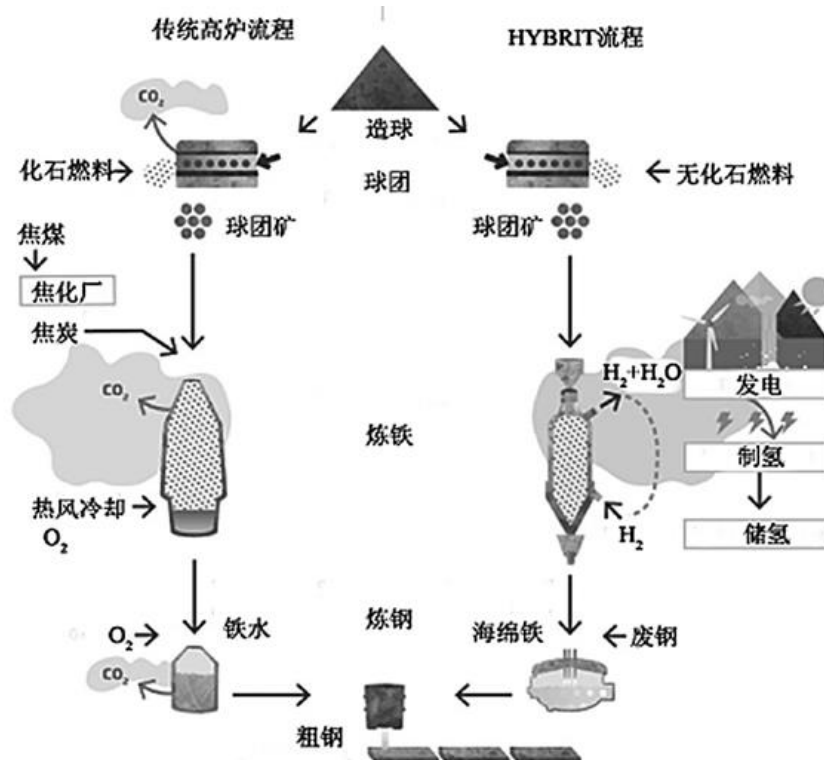 传统高炉流程
HYBRIT流程
CO₂
造球
化石燃料
球团
无化石燃料
球团矿
球团矿
焦煤
焦化厂
焦炭
CO₂
H₂+H₂O
发电
炼铁
制氢
热风冷却
O₂
H₂
储氢
O₂
铁水
炼钢
海绵铁
废钢
CO₂
粗钢